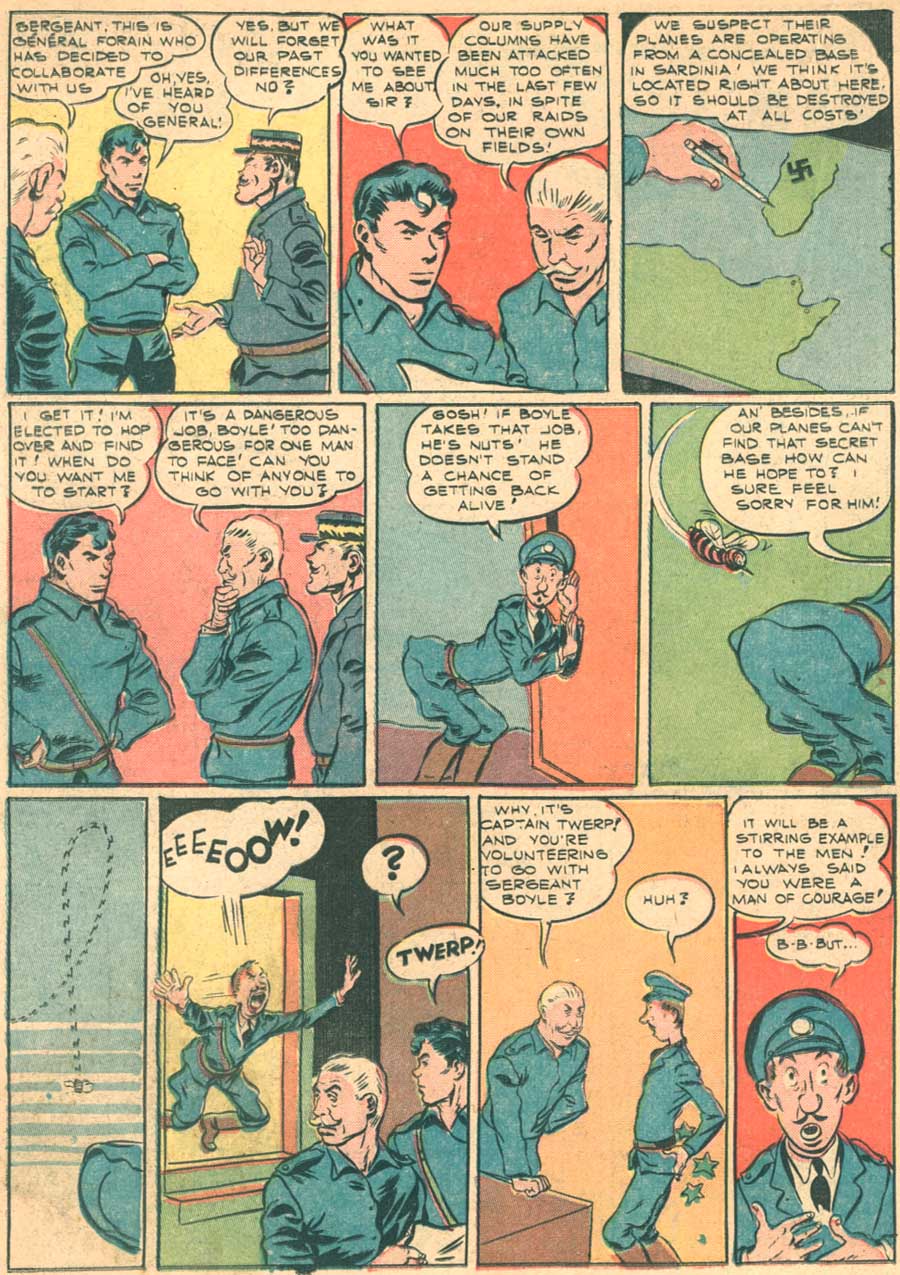 SERGEANT, THIS IS
GENERAL FORAIN WHO
HAS DECIDED TO
COLLABORATE
WITH US
OH, YES,
I'VE HEARD
OF YOU
GENERAL!
YES, BUT WE
WILL FORGET
OUR PAST
DIFFERENCES
NO?
WHAT
WAS IT
YOU WANTED
TO SEE
ME ABOUT
SIR?
OUR SUPPLY
COLUMNS HAVE
BEEN ATTACKED
MUCH TOO OFTEN
IN THE LAST FEW
DAYS, IN SPITE
OF OUR RAIDS
ON THEIR OWN
FIELDS!
WE SUSPECT THEIR
PLANES ARE OPERATING
FROM A CONCEALED BASE
IN SARDINIA! WE THINK IT'S
LOCATED RIGHT ABOUT HERE,
SO IT SHOULD BE DESTROYED
AT ALL COSTS!
I GET IT! I'M
ELECTED TO HOP
OVER AND FIND
IT! WHEN DO
YOU WANT ME
TO START?
IT'S A DANGEROUS
JOB, BOYLE! TOO DAN-
GEROUS FOR ONE MAN
TO FACE! CAN YOU
THINK OF ANYONE TO
GO WITH YOU?
GOSH! IF BOYLE
TAKES THAT JOB,
HE'S NUTS! HE
DOESN'T STAND
A CHANCE OF
GETTING BACK
ALIVE!
AN' BESIDES, IF
OUR PLANES CAN'T
FIND THAT SECRET
BASE, HOW CAN
HE HOPE TO? I
SURE FEEL
SORRY FOR HIM!
EEEEOOW!
?
TWERP!
WHY, IT'S
CAPTAIN TWERP!
AND YOU'RE
VOLUNTEERING
TO GO WITH
SERGEANT
BOYLE?
HUH?
IT WILL BE A
STIRRING EXAMPLE
TO THE MEN!
I ALWAYS SAID
YOU WERE A
MAN OF COURAGE!
B-B-BUT...